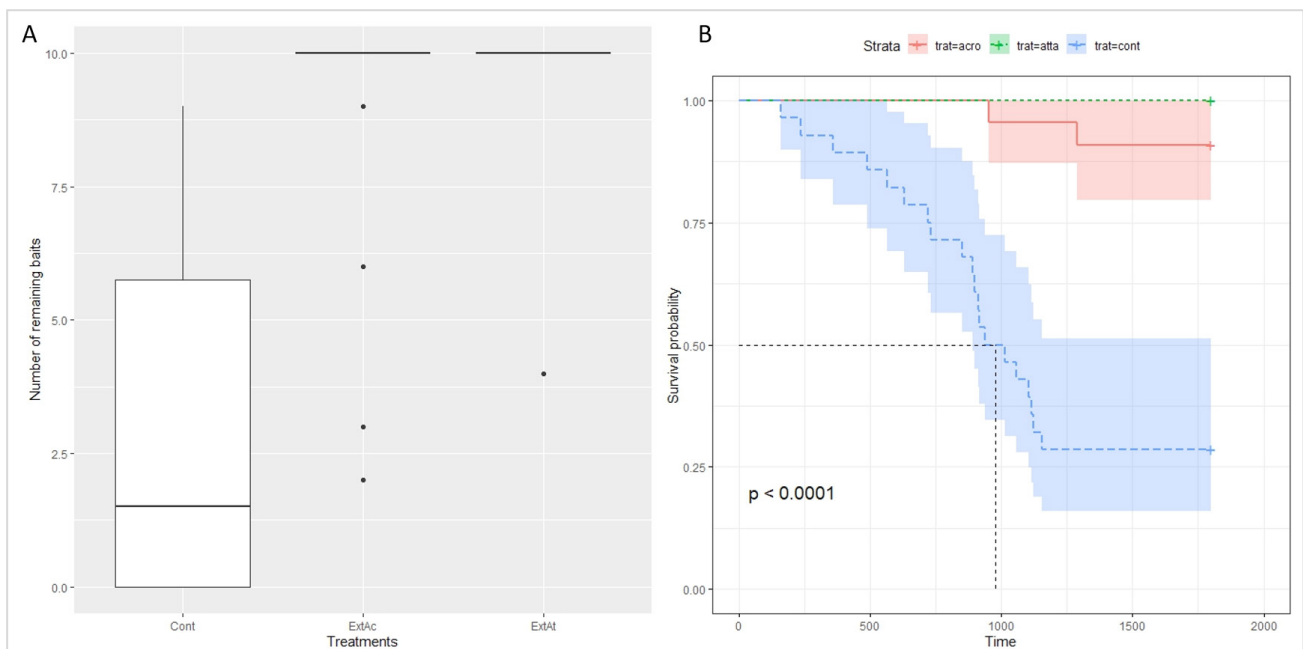 A
Number of remaining baits
10.0
7.5
5.0
2.5
0.0
Cont ExtAc ExtAt
Treatments
B
Strata trat=acro trat=atta trat=cont
Survival probability
1.00
0.75
0.50
0.25
0.00
p < 0.0001
0 500 1000 1500 2000
Time